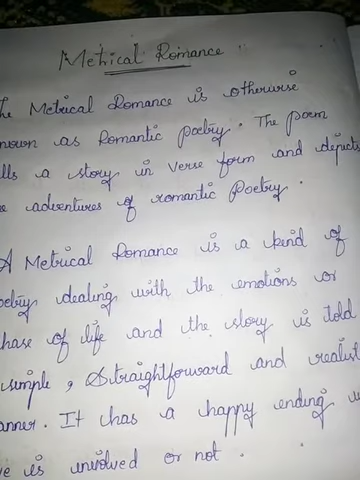 Metrical Romance
he Metrical Romance is otherwise
nown as Romantic poetry. The poem
lls a story in verse form and depicts
e adventures of romantic Poetry.
A Metrical Romance is a kind of
oetry dealing with the emotions or
hase of life and the story is told
simple, Straightforward and realist
anner. It has a happy ending w
ve is involved or not.